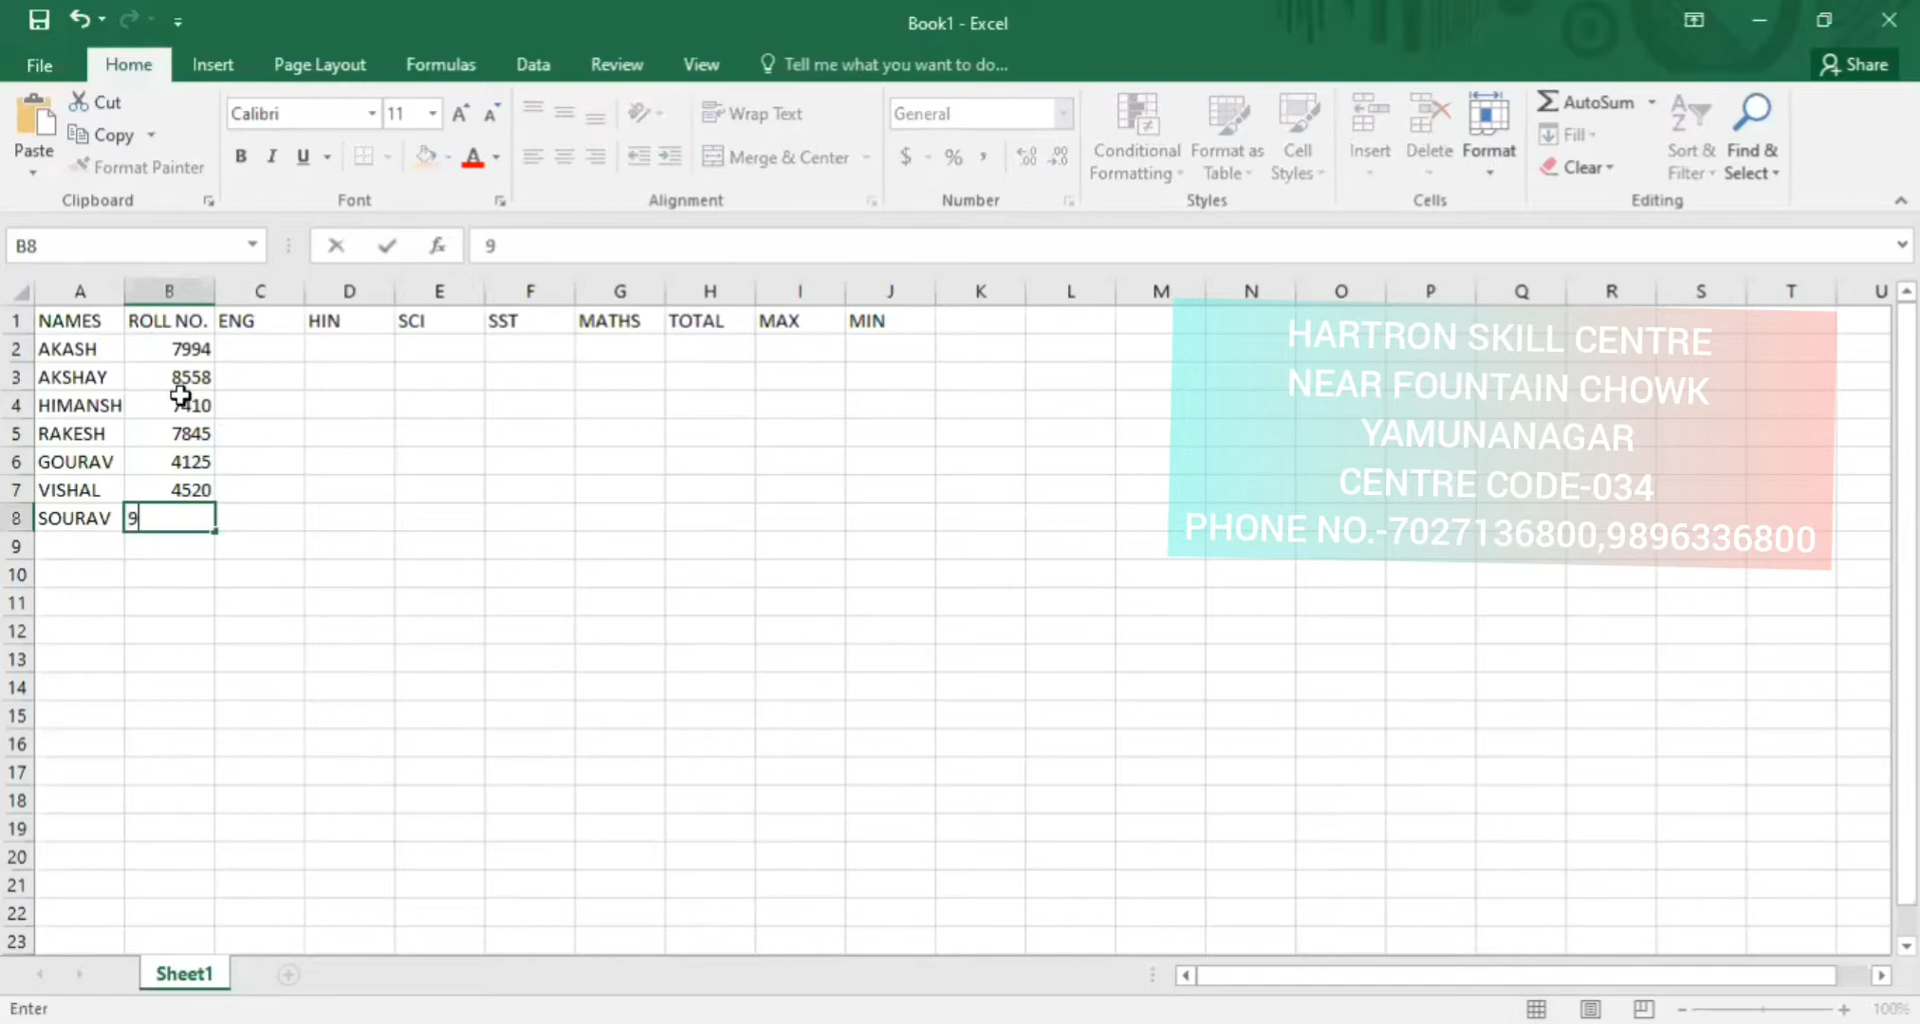 Book1 - Excel
File Home Insert Page Layout Formulas Data Review View Tell me what you want to do... Share
Paste
Cut
Copy
Format Painter
Clipboard
Calibri 11
B I U
Font
Wrap Text
Merge & Center
Alignment
General
$ % ,
Number
Conditional Formatting
Format as Table
Cell Styles
Styles
Insert Delete Format
Cells
AutoSum
Fill
Clear
Sort & Filter
Find & Select
Editing
B8 fx 9
A B C D E F G H I J K L M N O P Q R S T U
1 NAMES ROLL NO. ENG HIN SCI SST MATHS TOTAL MAX MIN
2 AKASH 7994
3 AKSHAY 8558
4 HIMANSH 7410
5 RAKESH 7845
6 GOURAV 4125
7 VISHAL 4520
8 SOURAV 9
9
10
11
12
13
14
15
16
17
18
19
20
21
22
23
HARTRON SKILL CENTRE
NEAR FOUNTAIN CHOWK
YAMUNANAGAR
CENTRE CODE-034
PHONE NO.-7027136800,9896336800
Sheet1
Enter 100%